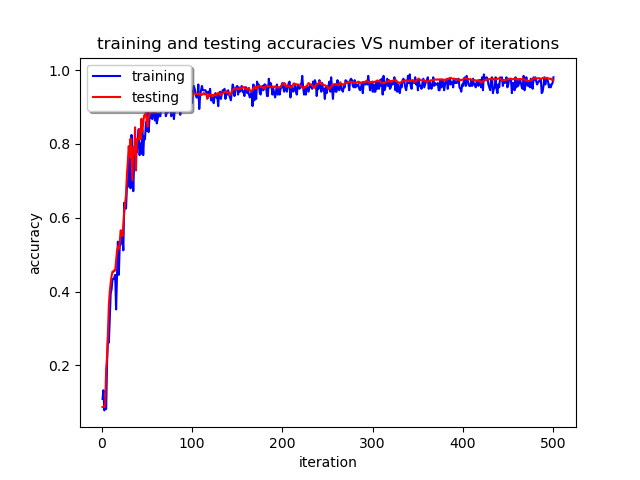 training and testing accuracies VS number of iterations
1.0
training
testing
0.8
0.6
accuracy
0.4
0.2
0 100 200 300 400 500
iteration